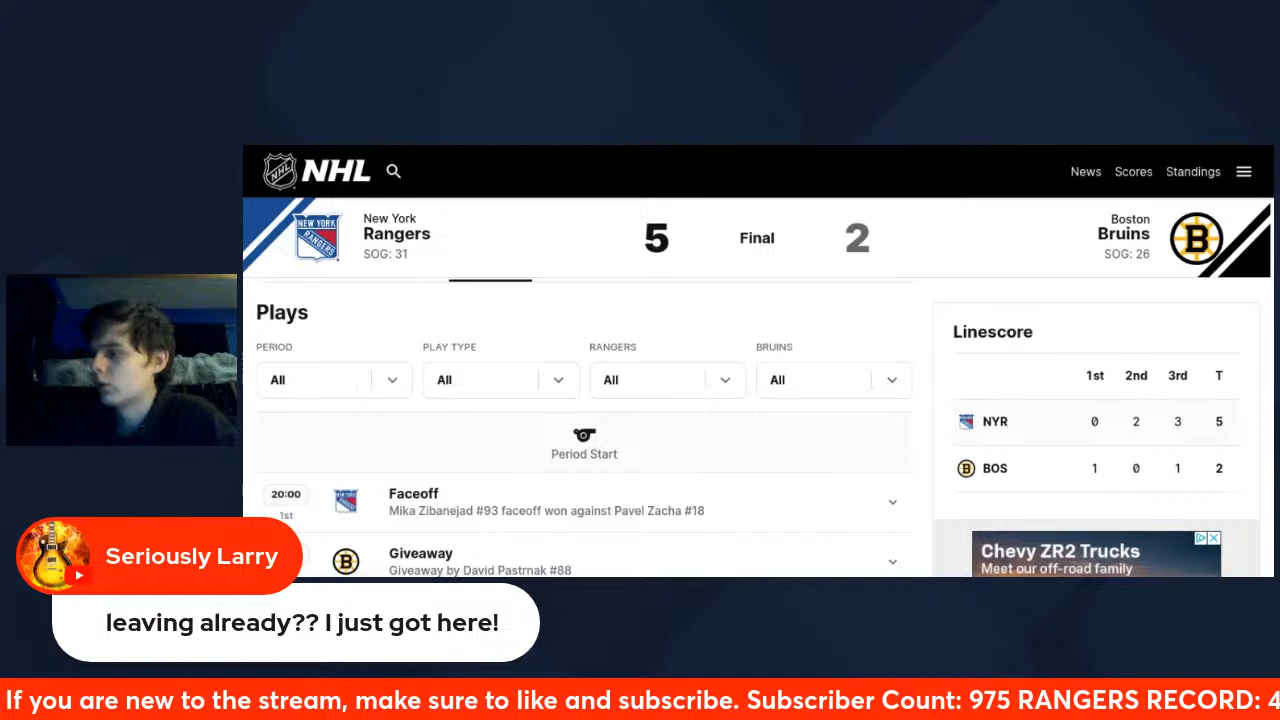 NHL
News Scores Standings
New York
Rangers
SOG: 31
5
Final
2
Boston
Bruins
SOG: 26
NEW YORK
RANGERS
B
Plays
PERIOD
PLAY TYPE
RANGERS
BRUINS
All
All
All
All
Period Start
20:00
1st
Faceoff
Mika Zibanejad #93 faceoff won against Pavel Zacha #18
Giveaway
Giveaway by David Pastrnak #88
Linescore
1st 2nd 3rd T
NYR 0 2 3 5
BOS 1 0 1 2
Chevy ZR2 Trucks
Meet our off-road family
Seriously Larry
leaving already?? I just got here!
If you are new to the stream, make sure to like and subscribe. Subscriber Count: 975 RANGERS RECORD: 4